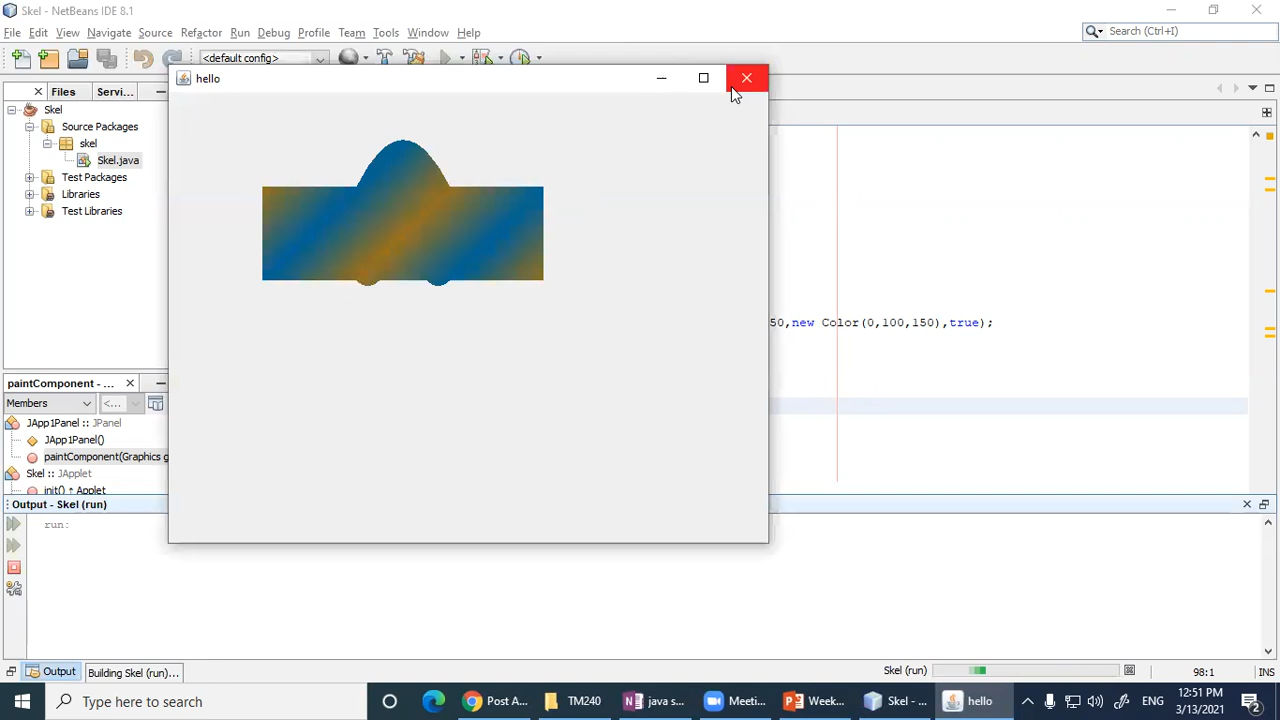 Skel - NetBeans IDE 8.1
File Edit View Navigate Source Refactor Run Debug Profile Team Tools Window Help
Search (Ctrl+I)
<default config>
hello
Files Servi...
Skel
Source Packages
skel
Skel.java
Test Packages
Libraries
Test Libraries
50,new Color(0,100,150),true);
paintComponent - ...
Members <...
JApp1Panel :: JPanel
JApp1Panel()
paintComponent(Graphics g
Skel :: JApplet
init() ↑ Applet
Output - Skel (run)
run:
Output Building Skel (run)... Skel (run) 98:1 INS
Type here to search Post A... TM240 java s... Meeti... Week... Skel - ... hello ENG 12:51 PM
3/13/2021 2